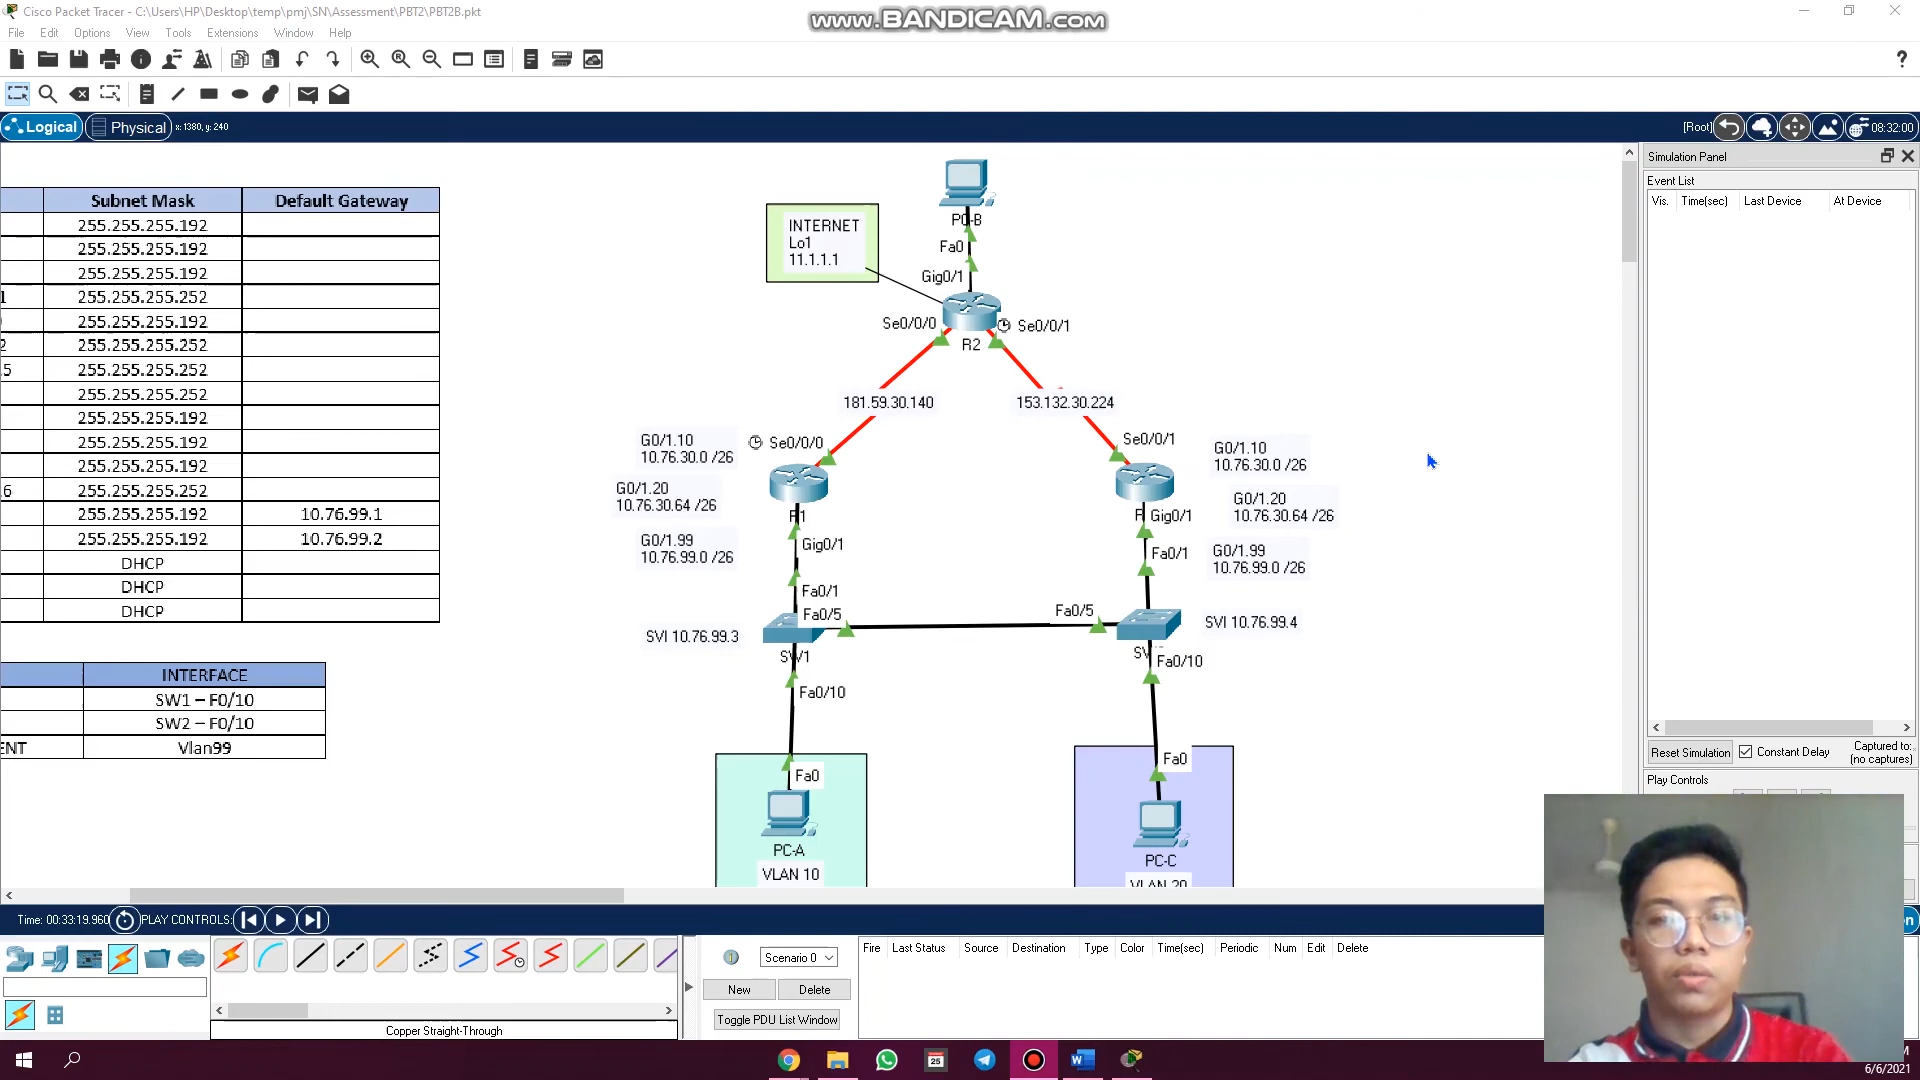 Cisco Packet Tracer - C:\Users\HP\Desktop\temp\pmj\SN\Assessment\PBT2\PBT2B.pkt
www.BANDICAM.com
File Edit Options View Tools Extensions Window Help
?
Logical Physical x: 1380, y: 240
[Root] 08:32:00
Simulation Panel
Event List
Vis. Time(sec) Last Device At Device
Subnet Mask Default Gateway
255.255.255.192
255.255.255.192
255.255.255.192
1 255.255.255.252
255.255.255.192
2 255.255.255.252
5 255.255.255.252
255.255.255.252
255.255.255.192
255.255.255.192
255.255.255.192
6 255.255.255.252
255.255.255.192 10.76.99.1
255.255.255.192 10.76.99.2
DHCP
DHCP
DHCP
INTERFACE
SW1 – F0/10
SW2 – F0/10
ENT Vlan99
PC-B
INTERNET
Lo1
11.1.1.1
Fa0
Gig0/1
Se0/0/0
Se0/0/1
R2
181.59.30.140
153.132.30.224
G0/1.10
10.76.30.0 /26
Se0/0/0
G0/1.20
10.76.30.64 /26
R1
G0/1.99
10.76.99.0 /26
Gig0/1
Fa0/1
Fa0/5
SVI 10.76.99.3
SW1
Fa0/10
Fa0
PC-A
VLAN 10
Se0/0/1
G0/1.10
10.76.30.0 /26
G0/1.20
10.76.30.64 /26
Gig0/1
Fa0/1
G0/1.99
10.76.99.0 /26
Fa0/5
SVI 10.76.99.4
Fa0/10
Fa0
PC-C
VLAN 20
Reset Simulation Constant Delay Captured to:
(no captures)
Play Controls
Time: 00:33:19.960 PLAY CONTROLS:
Scenario 0
New Delete
Toggle PDU List Window
Fire Last Status Source Destination Type Color Time(sec) Periodic Num Edit Delete
Copper Straight-Through
25
6/6/2021